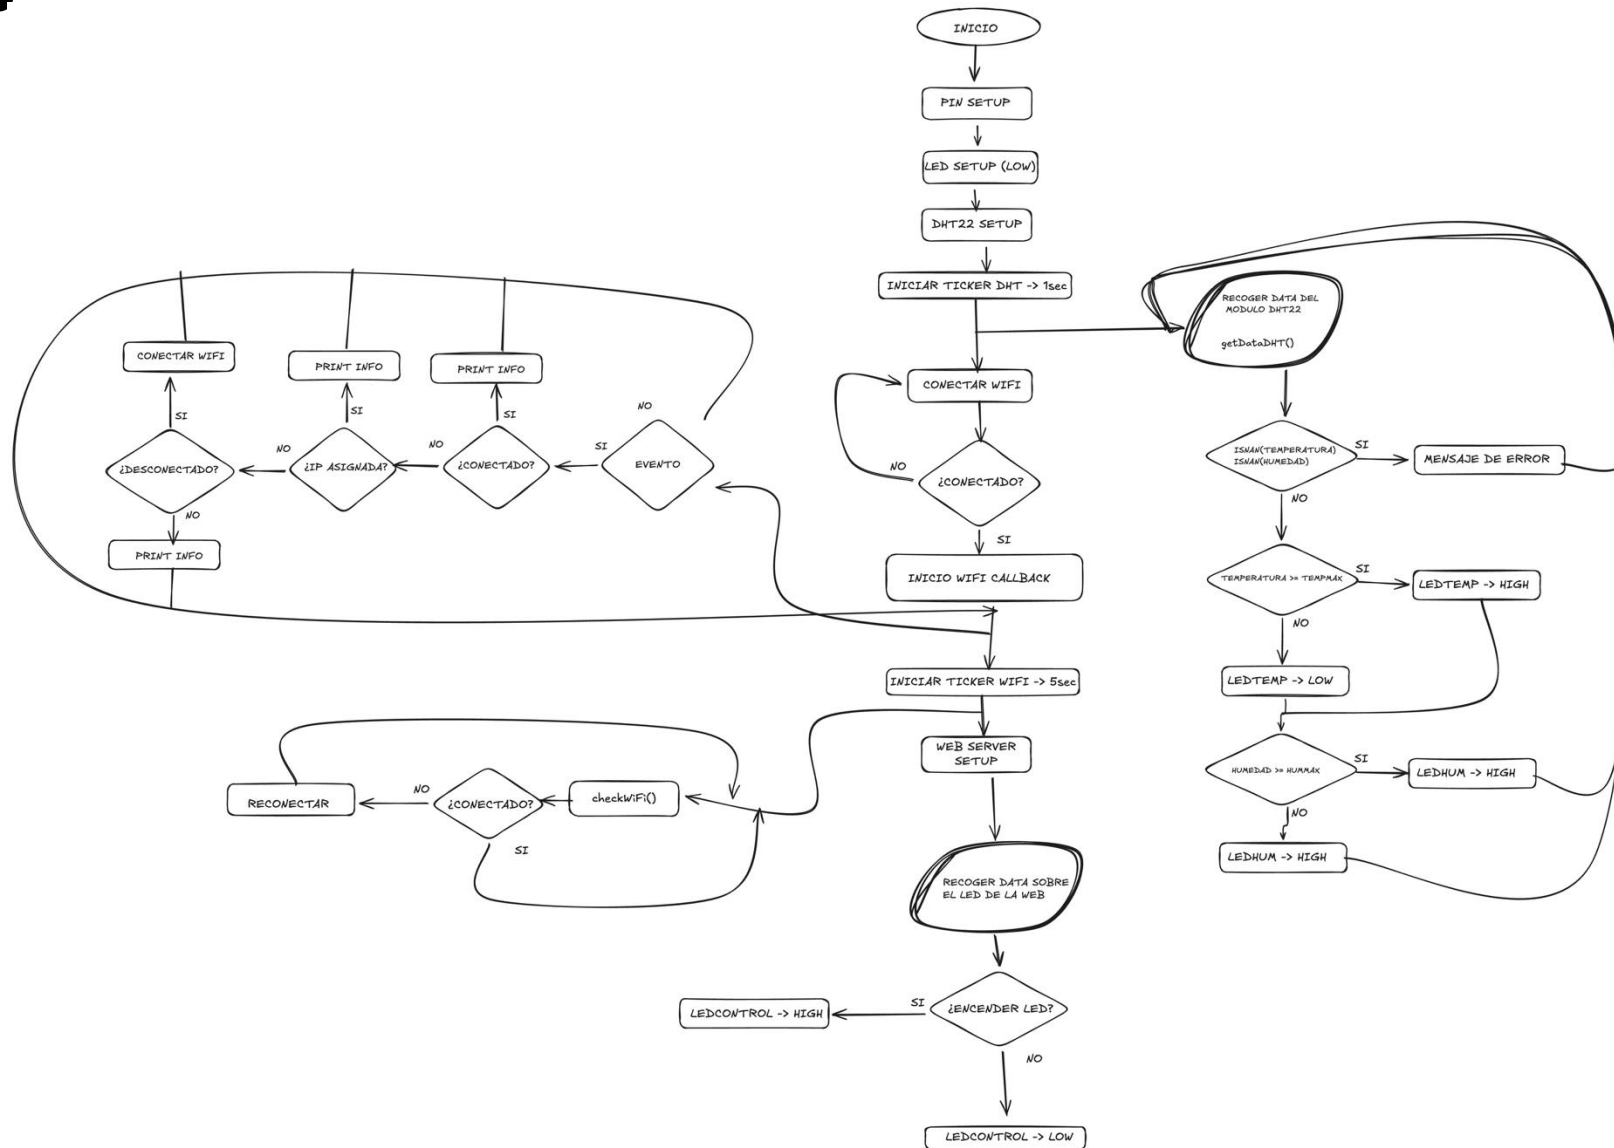 INICIO
PIN SETUP
LED SETUP (LOW)
DHT22 SETUP
INICIAR TICKER DHT -> 1sec
CONECTAR WIFI
NO
¿CONECTADO?
SI
INICIO WIFI CALLBACK
INICIAR TICKER WIFI -> 5sec
WEB SERVER
SETUP
RECOGER DATA SOBRE
EL LED DE LA WEB
¿ENCENDER LED?
SI
LEDCONTROL -> HIGH
NO
LEDCONTROL -> LOW
RECOGER DATA DEL
MODULO DHT22
getDataDHT()
ISNAN(TEMPERATURA)
ISNAN(HUMEDAD)
SI
MENSAJE DE ERROR
NO
TEMPERATURA >= TEMPMAX
SI
LEDTEMP -> HIGH
NO
LEDTEMP -> LOW
HUMEDAD >= HUMMAX
SI
LEDHUM -> HIGH
NO
LEDHUM -> HIGH
EVENTO
NO
SI
¿CONECTADO?
SI
PRINT INFO
NO
¿IP ASIGNADA?
SI
PRINT INFO
NO
¿DESCONECTADO?
SI
CONECTAR WIFI
NO
PRINT INFO
checkWiFi()
¿CONECTADO?
NO
RECONECTAR
SI